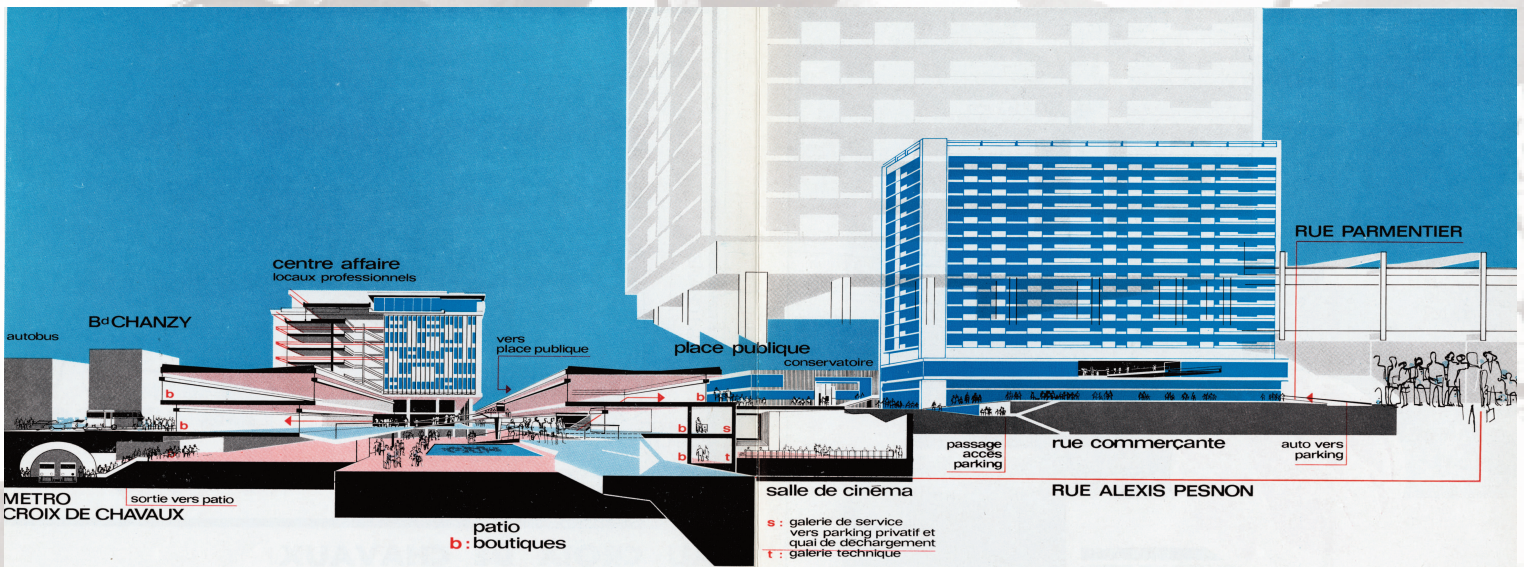 autobus
Bd CHANZY
centre affaire
locaux professionnels
vers
place publique
place publique
conservatoire
RUE PARMENTIER
b
b
b
b
s
b
t
METRO
CROIX DE CHAVAUX
sortie vers patio
patio
b : boutiques
salle de cinéma
s : galerie de service
vers parking privatif et
quai de déchargement
t : galerie technique
passage
accès
parking
rue commerçante
auto vers
parking
RUE ALEXIS PESNON